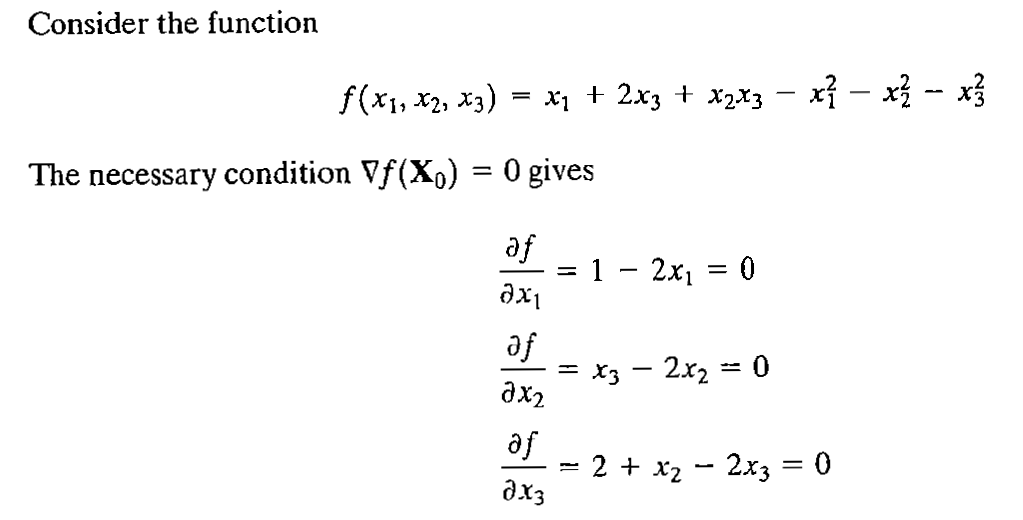 Consider the function
f(x₁, x₂, x₃) = x₁ + 2x₃ + x₂x₃ − x₁² − x₂² − x₃²
The necessary condition ∇f(X₀) = 0 gives
∂f/∂x₁ = 1 − 2x₁ = 0
∂f/∂x₂ = x₃ − 2x₂ = 0
∂f/∂x₃ = 2 + x₂ − 2x₃ = 0